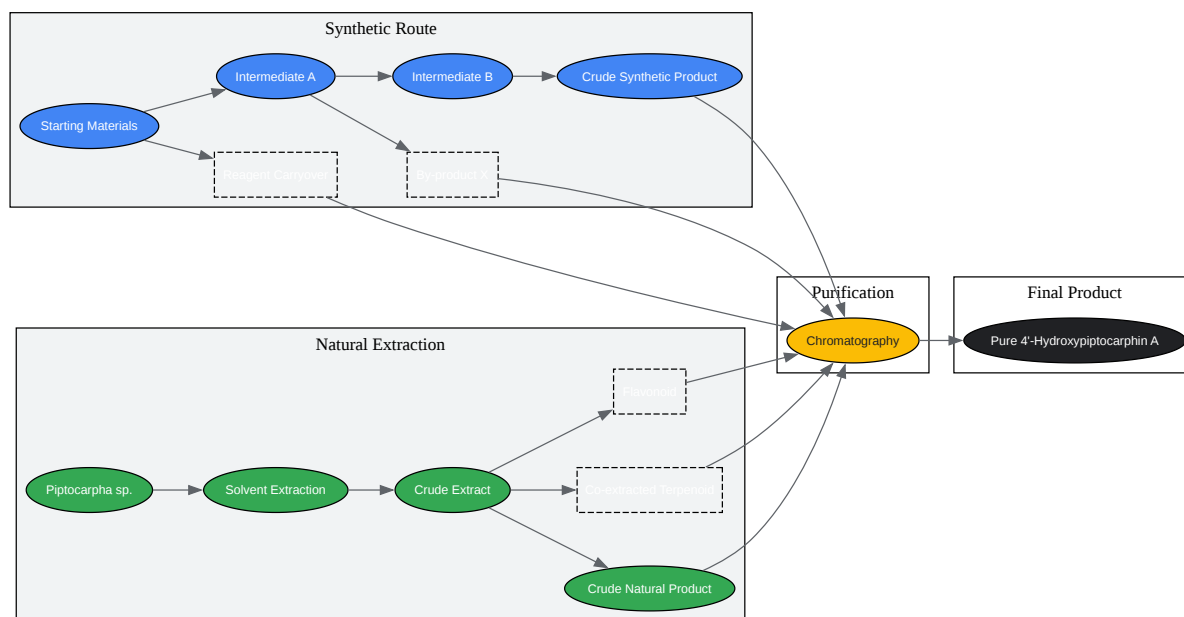 Synthetic Route
Intermediate A
Intermediate B
Crude Synthetic Product
Starting Materials
Reagent Carryover
By-product X
Purification
Final Product
Chromatography
Pure 4'-Hydroxypiptocarphin A
Natural Extraction
Flavonoid
Piptocarpha sp.
Solvent Extraction
Crude Extract
Co-extracted Terpenoid
Crude Natural Product